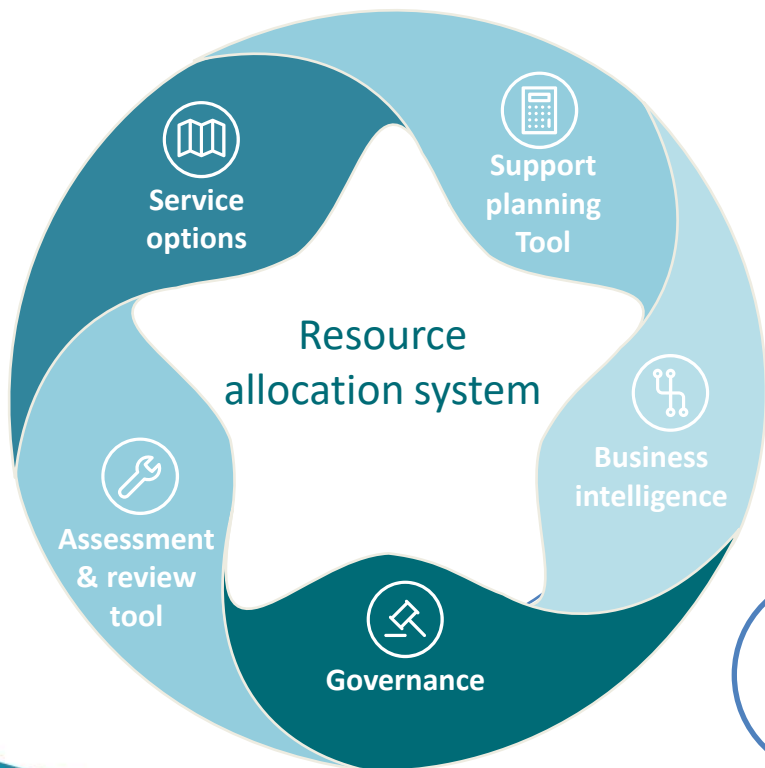 Service
options
Support
planning
Tool
Resource
allocation system
Business
intelligence
Assessment
& review
tool
Governance